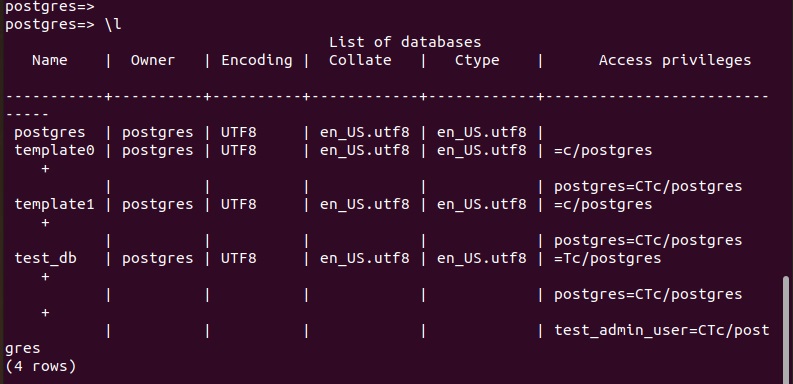 postgres=>
postgres=> \l
                                    List of databases
   Name    |  Owner   | Encoding |  Collate   |   Ctype    |      Access privileges
-----------+----------+----------+------------+------------+-------------------------
-----
 postgres  | postgres | UTF8     | en_US.utf8 | en_US.utf8 |
 template0 | postgres | UTF8     | en_US.utf8 | en_US.utf8 | =c/postgres
    +
           |          |          |            |            | postgres=CTc/postgres
 template1 | postgres | UTF8     | en_US.utf8 | en_US.utf8 | =c/postgres
    +
           |          |          |            |            | postgres=CTc/postgres
 test_db   | postgres | UTF8     | en_US.utf8 | en_US.utf8 | =Tc/postgres
    +
           |          |          |            |            | postgres=CTc/postgres
    +
           |          |          |            |            | test_admin_user=CTc/post
gres
(4 rows)